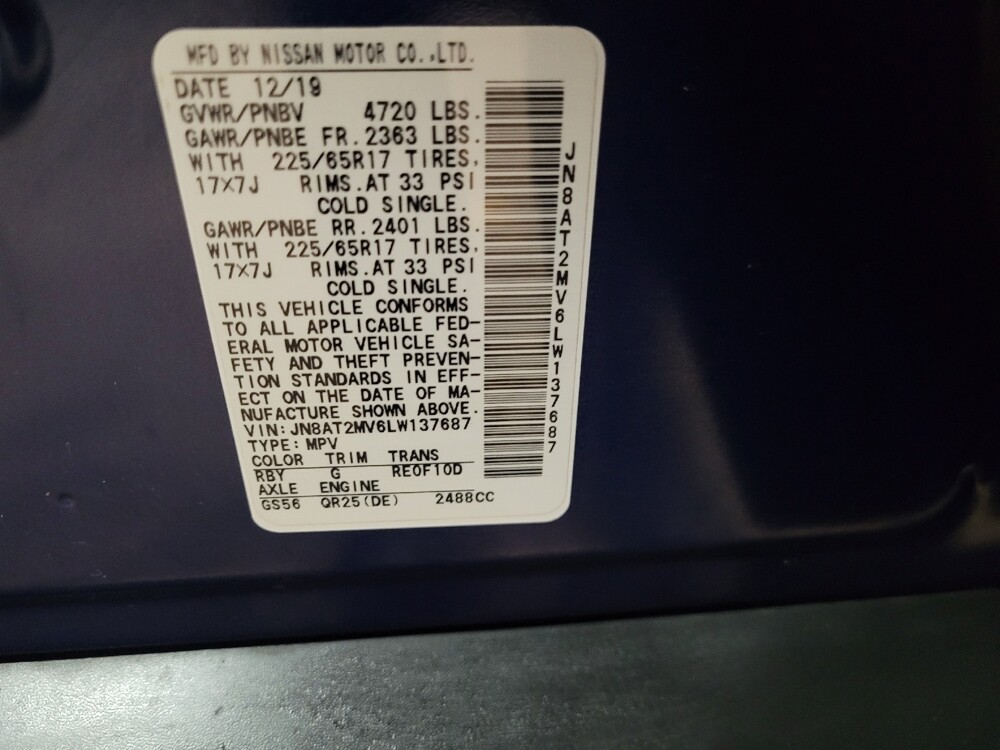 MFD BY NISSAN MOTOR CO.,LTD.
DATE 12/19
GVWR/PNBV 4720 LBS.
GAWR/PNBE FR.2363 LBS.
WITH 225/65R17 TIRES,
17X7J RIMS.AT 33 PSI
COLD SINGLE.
GAWR/PNBE RR.2401 LBS.
WITH 225/65R17 TIRES,
17X7J RIMS.AT 33 PSI
COLD SINGLE.
THIS VEHICLE CONFORMS
TO ALL APPLICABLE FED-
ERAL MOTOR VEHICLE SA-
FETY AND THEFT PREVEN-
TION STANDARDS IN EFF-
ECT ON THE DATE OF MA-
NUFACTURE SHOWN ABOVE.
VIN:JN8AT2MV6LW137687
TYPE:MPV
COLOR TRIM TRANS
RBY G RE0F10D
AXLE ENGINE
GS56 QR25(DE) 2488CC
JN8AT2MV6LW137687